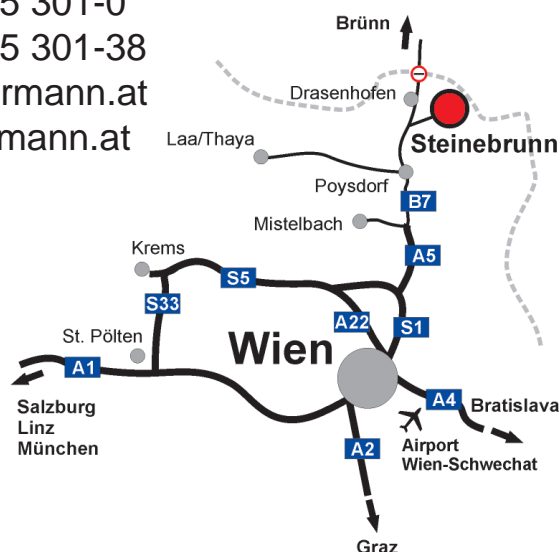 5 301-0
5 301-38
rmann.at
mann.at
Brünn
Drasenhofen
Steinebrunn
Laa/Thaya
Poysdorf
B7
Mistelbach
A5
Krems
S5
S33
A22
S1
St. Pölten
Wien
A1
A4
Bratislava
Salzburg
Linz
München
Airport
Wien-Schwechat
A2
Graz